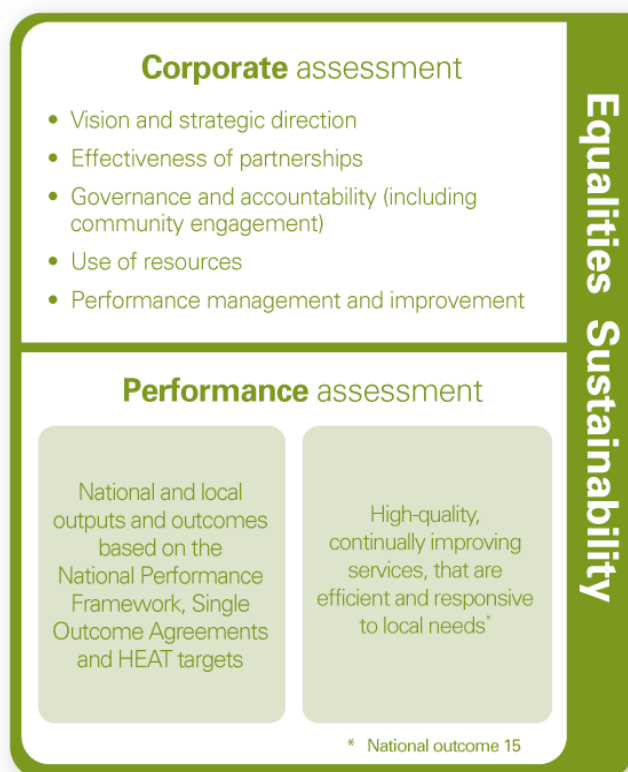 Corporate assessment
• Vision and strategic direction
• Effectiveness of partnerships
• Governance and accountability (including
community engagement)
• Use of resources
• Performance management and improvement
Performance assessment
National and local
outputs and outcomes
based on the
National Performance
Framework, Single
Outcome Agreements
and HEAT targets
High-quality,
continually improving
services, that are
efficient and responsive
to local needs*
* National outcome 15
Equalities Sustainability